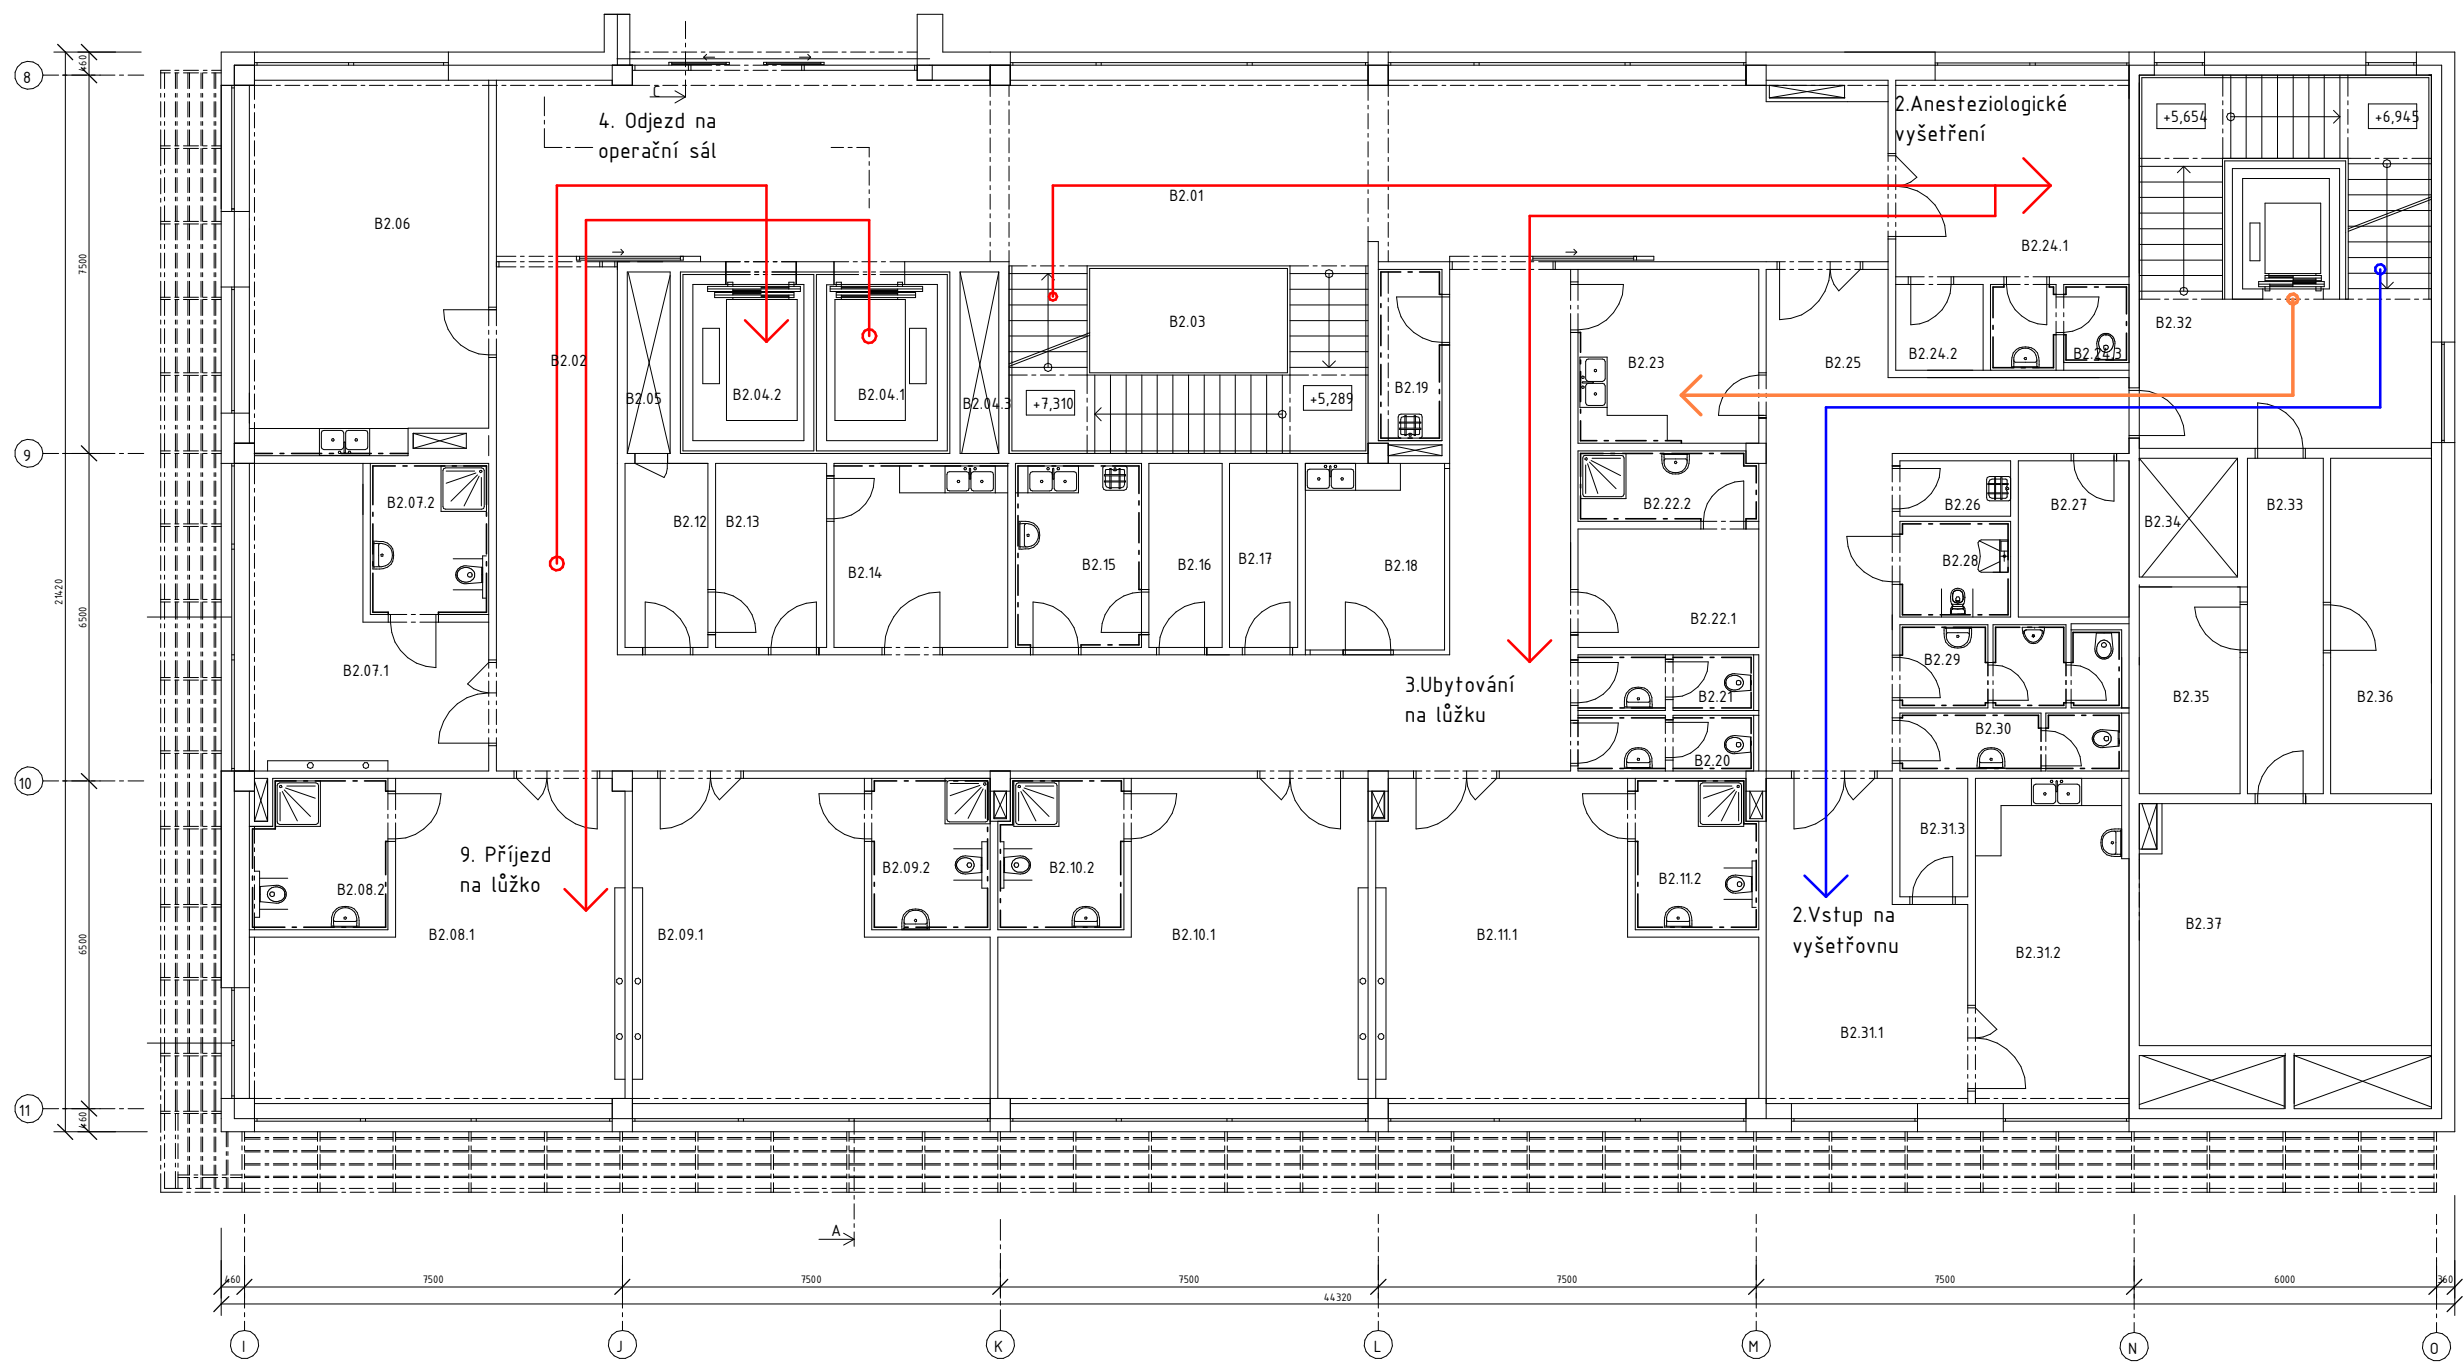 8
460
C
4. Odjezd na
operační sál
2.Anesteziologické
vyšetření
+5,654
+6,945
B2.01
B2.06
B2.24.1
7500
B2.03
B2.32
B2.02
B2.23
B2.25
B2.24.2
B2.24.3
B2.05
B2.04.2
B2.04.1
B2.04.3
+7,310
+5,289
B2.19
9
B2.07.2
B2.12
B2.13
B2.22.2
B2.26
B2.27
B2.34
B2.33
B2.14
B2.15
B2.16
B2.17
B2.18
B2.28
21420
6500
B2.22.1
B2.29
B2.07.1
3.Ubytování
na lůžku
B2.21
B2.35
B2.36
B2.30
B2.20
10
B2.31.3
9. Příjezd
na lůžko
B2.08.2
B2.09.2
B2.10.2
B2.11.2
2.Vstup na
vyšetřovnu
B2.08.1
B2.09.1
B2.10.1
B2.11.1
B2.37
6500
B2.31.2
B2.31.1
11
460
A
460
7500
7500
7500
7500
7500
6000
360
44320
I
J
K
L
M
N
O